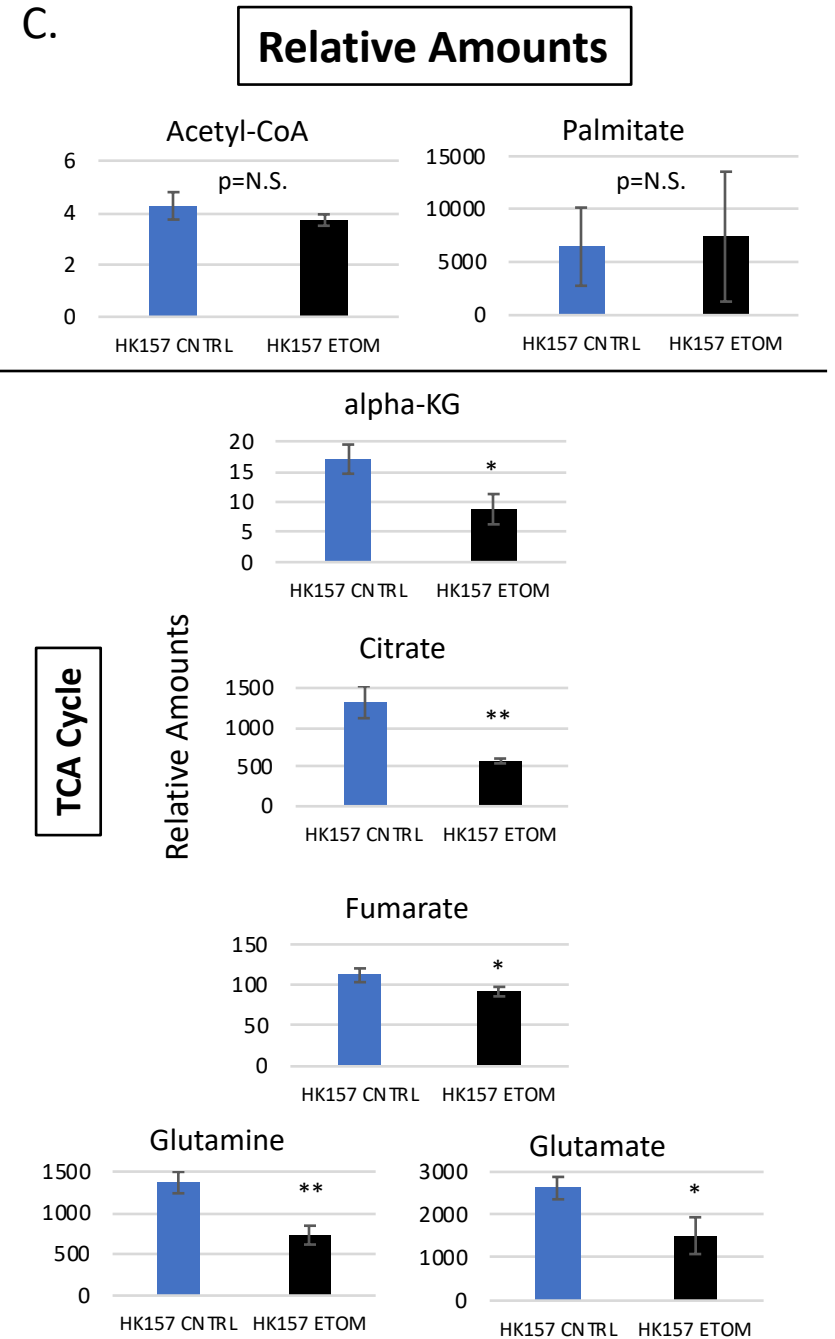 C.
Relative Amounts
Acetyl-CoA
6
4
2
0
p=N.S.
HK157 CNTRL HK157 ETOM
Palmitate
15000
10000
5000
0
p=N.S.
HK157 CNTRL HK157 ETOM
TCA Cycle
Relative Amounts
alpha-KG
20
15
10
5
0
*
HK157 CNTRL HK157 ETOM
Citrate
1500
1000
500
0
**
HK157 CNTRL HK157 ETOM
Fumarate
150
100
50
0
*
HK157 CNTRL HK157 ETOM
Glutamine
1500
1000
500
0
**
HK157 CNTRL HK157 ETOM
Glutamate
3000
2000
1000
0
*
HK157 CNTRL HK157 ETOM